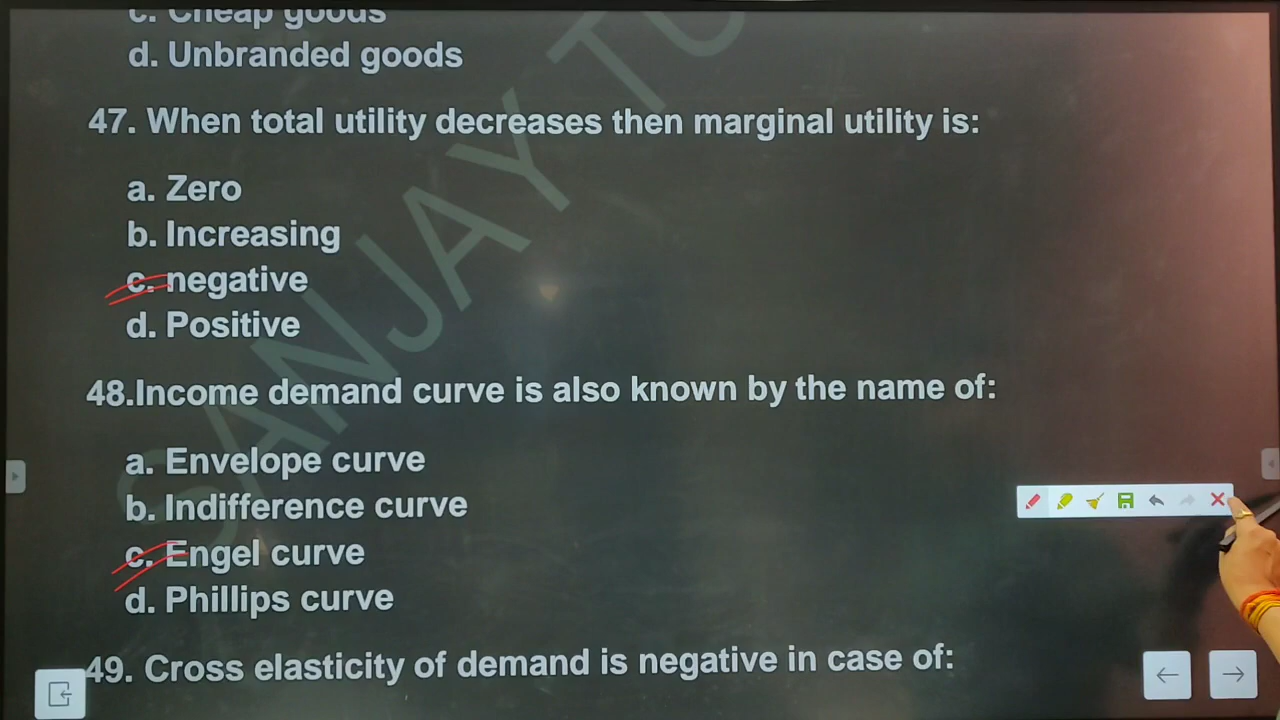 c. Cheap goods
d. Unbranded goods
47. When total utility decreases then marginal utility is:
a. Zero
b. Increasing
c. negative
d. Positive
48.Income demand curve is also known by the name of:
a. Envelope curve
b. Indifference curve
c. Engel curve
d. Phillips curve
49. Cross elasticity of demand is negative in case of:
SANJAY TU